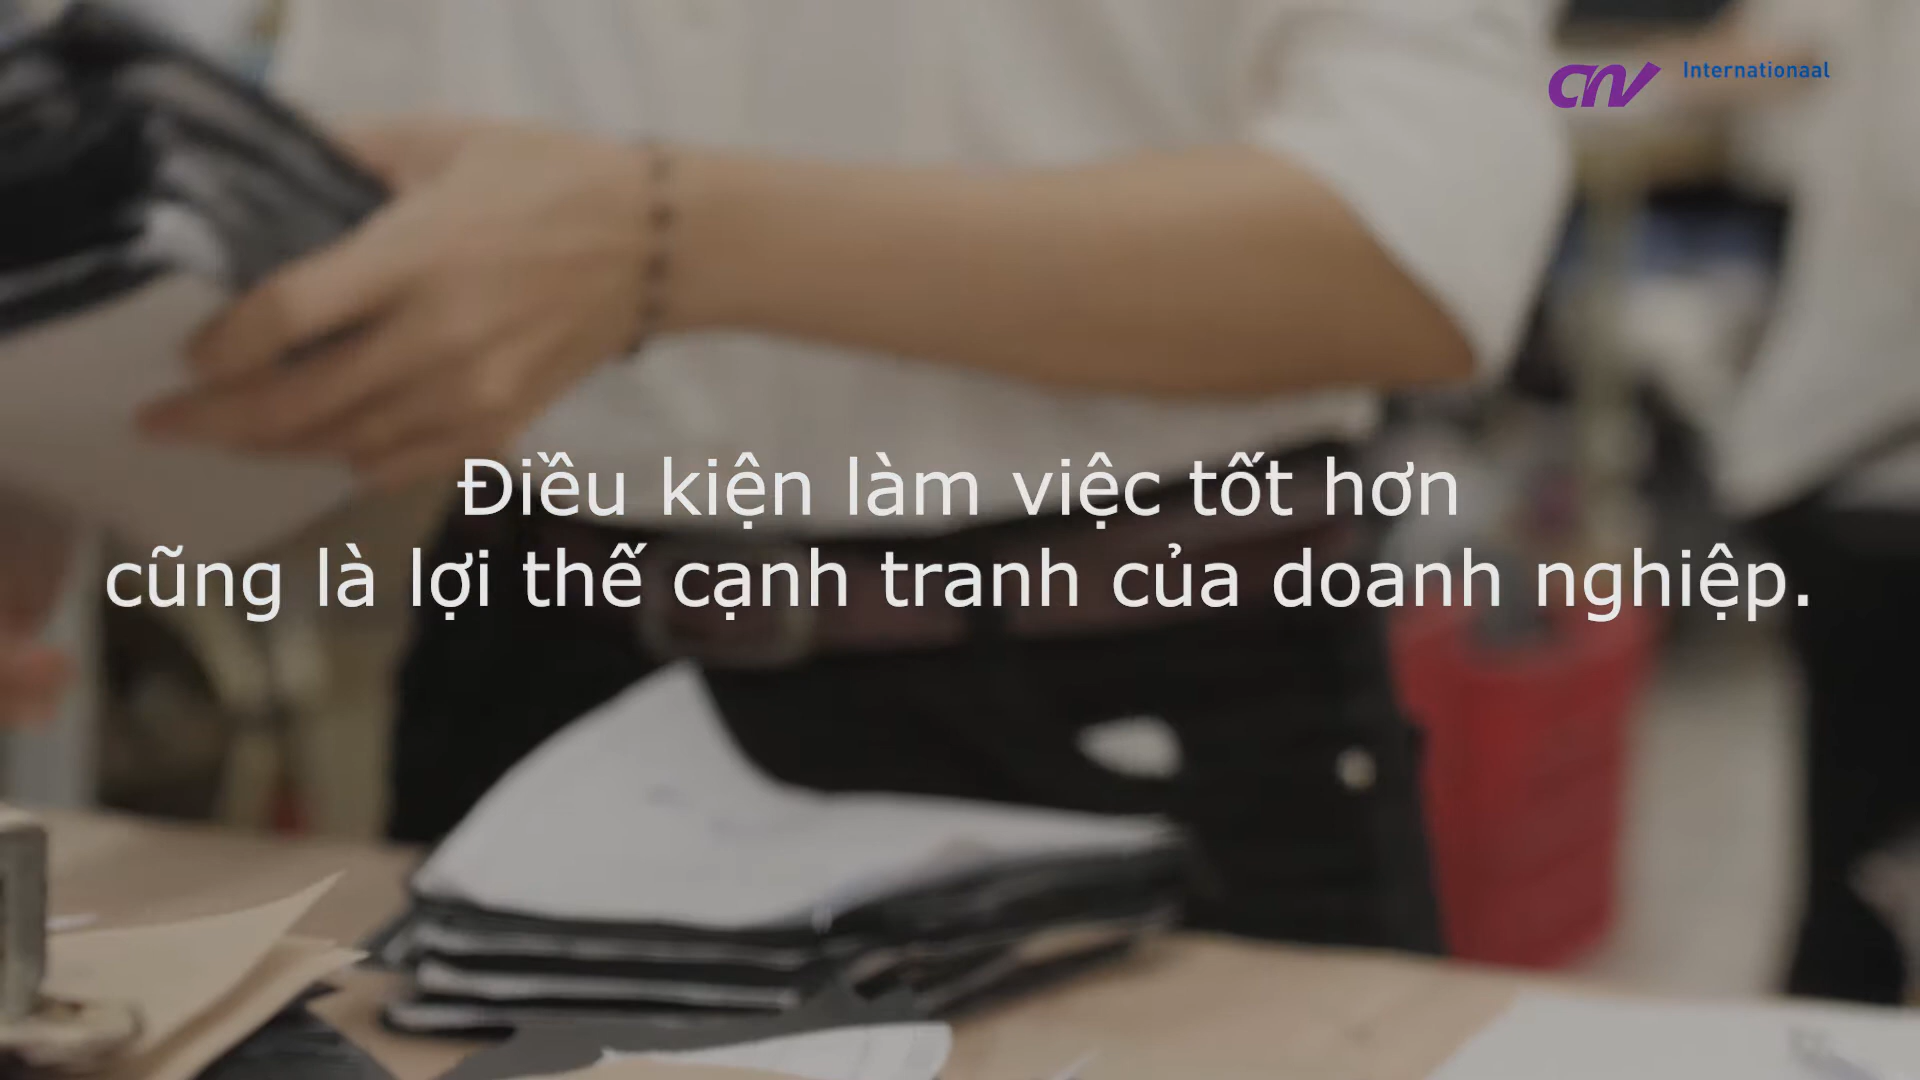 CNV Internationaal
Điều kiện làm việc tốt hơn
cũng là lợi thế cạnh tranh của doanh nghiệp.